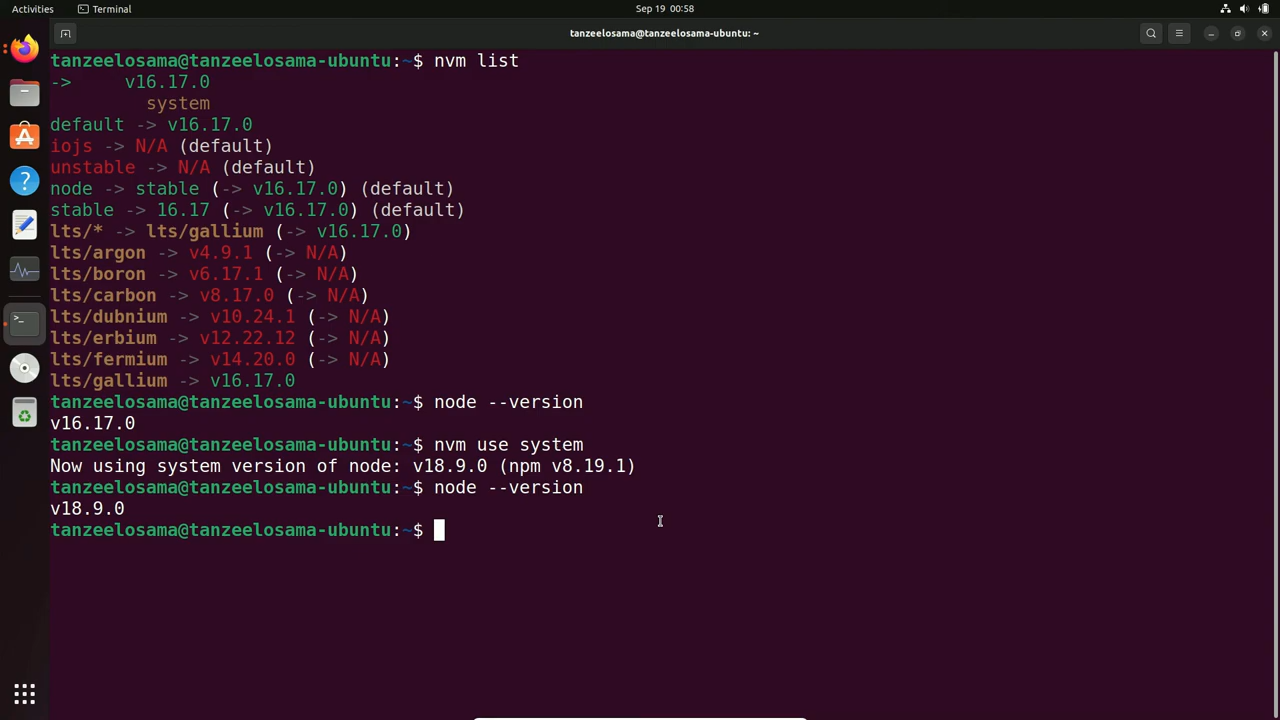 Activities
Terminal
Sep 19 00:58
tanzeelosama@tanzeelosama-ubuntu: ~
tanzeelosama@tanzeelosama-ubuntu:~$ nvm list
->      v16.17.0
         system
default -> v16.17.0
iojs -> N/A (default)
unstable -> N/A (default)
node -> stable (-> v16.17.0) (default)
stable -> 16.17 (-> v16.17.0) (default)
lts/* -> lts/gallium (-> v16.17.0)
lts/argon -> v4.9.1 (-> N/A)
lts/boron -> v6.17.1 (-> N/A)
lts/carbon -> v8.17.0 (-> N/A)
lts/dubnium -> v10.24.1 (-> N/A)
lts/erbium -> v12.22.12 (-> N/A)
lts/fermium -> v14.20.0 (-> N/A)
lts/gallium -> v16.17.0
tanzeelosama@tanzeelosama-ubuntu:~$ node --version
v16.17.0
tanzeelosama@tanzeelosama-ubuntu:~$ nvm use system
Now using system version of node: v18.9.0 (npm v8.19.1)
tanzeelosama@tanzeelosama-ubuntu:~$ node --version
v18.9.0
tanzeelosama@tanzeelosama-ubuntu:~$